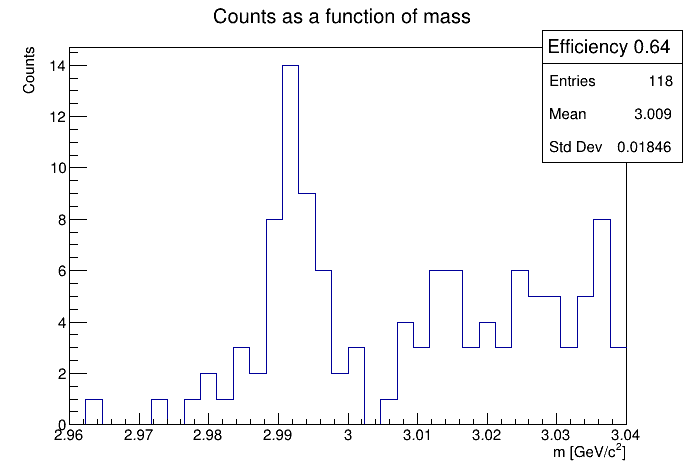 Counts as a function of mass
Efficiency 0.64
Entries 118
Mean 3.009
Std Dev 0.01846
Counts
14
12
10
8
6
4
2
0
2.96 2.97 2.98 2.99 3 3.01 3.02 3.03 3.04
m [GeV/c²]